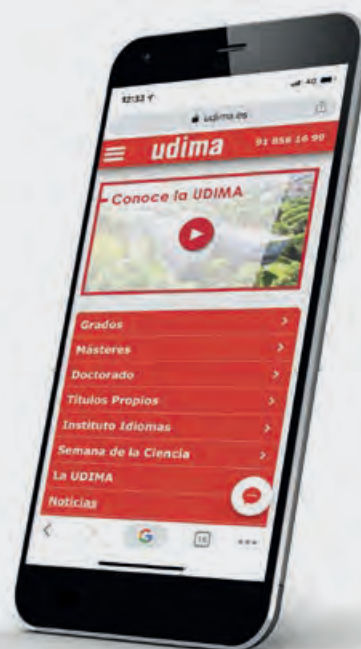 12:33
4G
udima.es
udima
91 856 16 99
Conoce la UDIMA
Grados
Másteres
Doctorado
Títulos Propios
Instituto Idiomas
Semana de la Ciencia
La UDIMA
Noticias
G